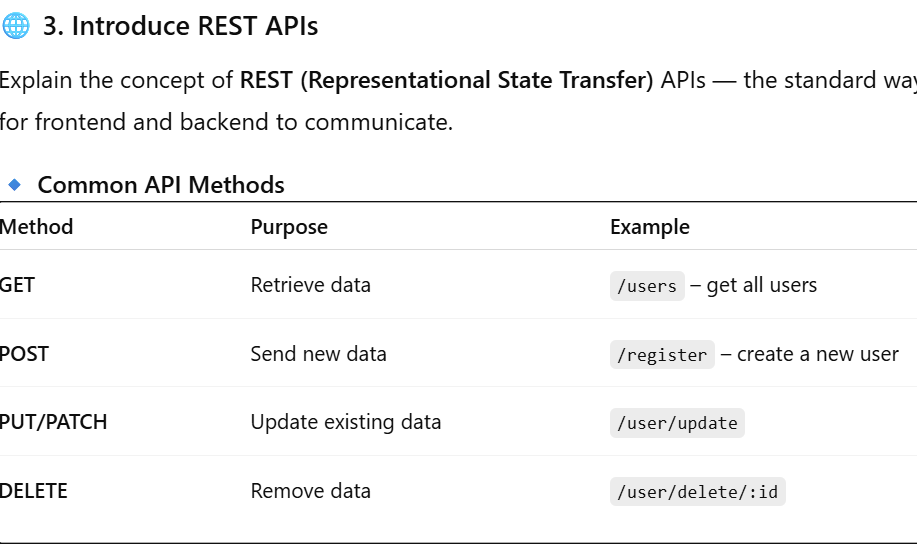 🌐 3. Introduce REST APIs
Explain the concept of REST (Representational State Transfer) APIs — the standard way
for frontend and backend to communicate.
🔹 Common API Methods
Method Purpose Example
GET Retrieve data /users – get all users
POST Send new data /register – create a new user
PUT/PATCH Update existing data /user/update
DELETE Remove data /user/delete/:id